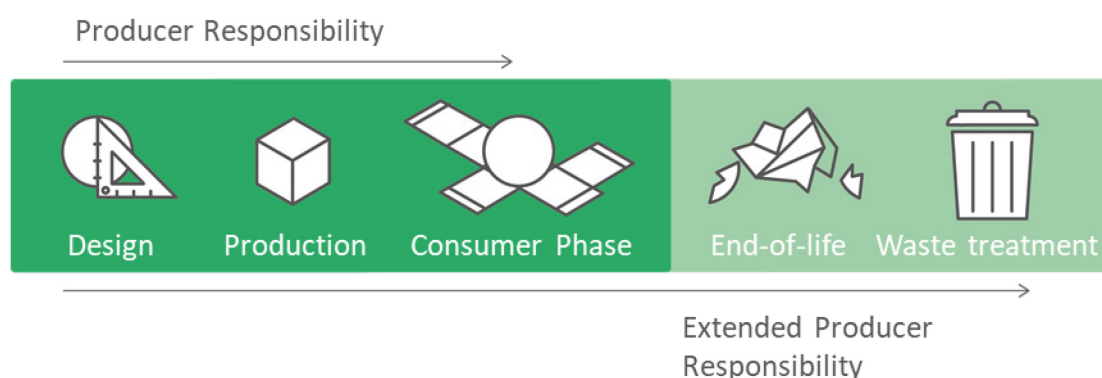 Producer Responsibility
Design
Production
Consumer Phase
End-of-life
Waste treatment
Extended Producer
Responsibility